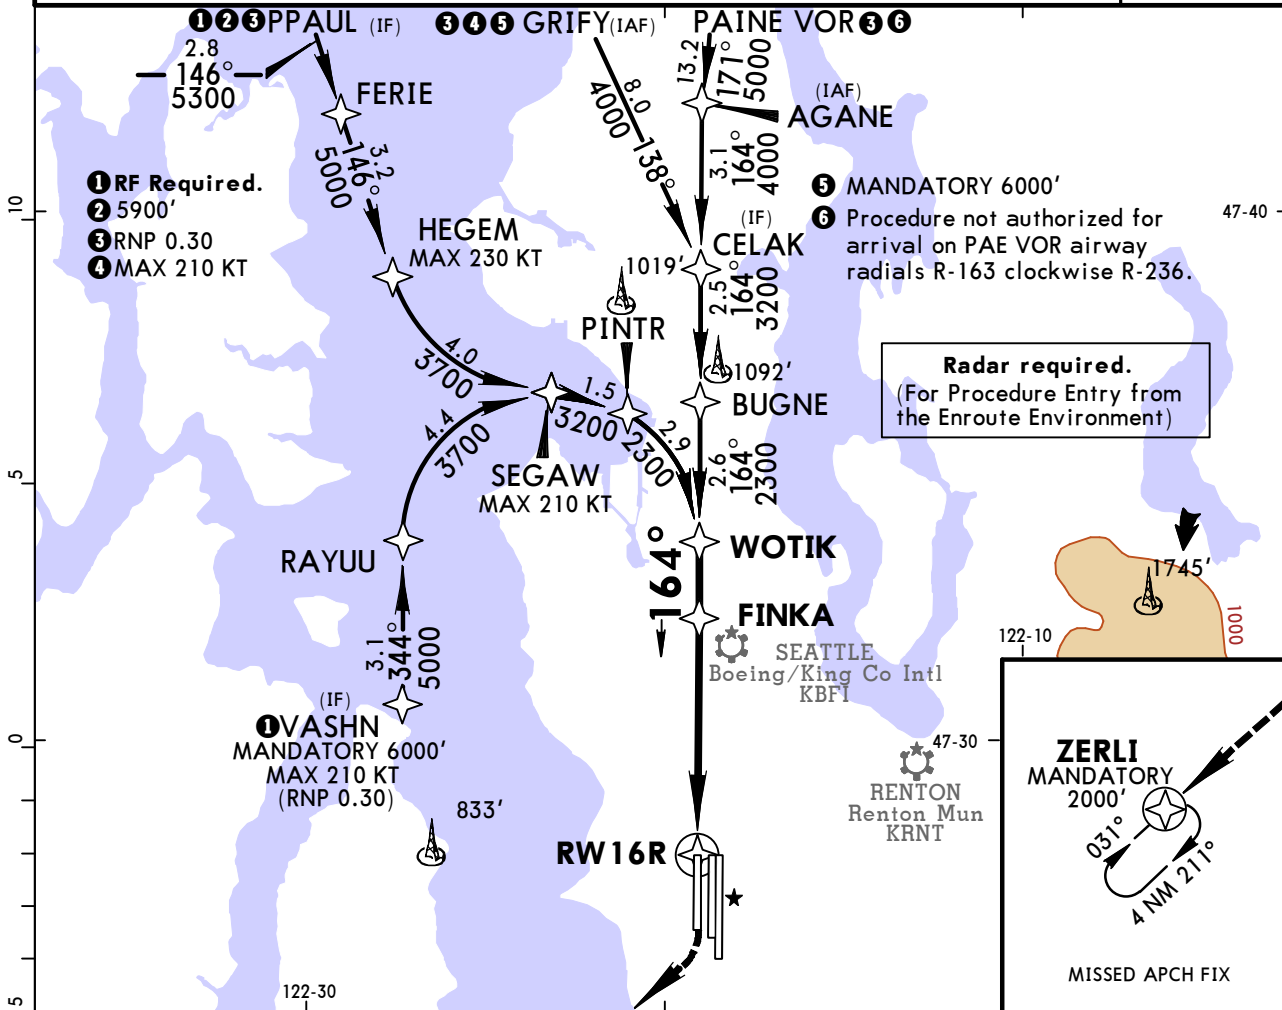 ❶❷❸PPAUL (IF)
❸❹❺ GRIFY(IAF)
PAINE VOR❸❻
2.8
146°
5300
FERIE
3.2
146°
5000
8.0
4000
138°
13.2
171°
5000
(IAF)
AGANE
3.1
164°
4000
❶RF Required.
❷5900'
❸RNP 0.30
❹MAX 210 KT
❺ MANDATORY 6000'
❻ Procedure not authorized for
arrival on PAE VOR airway
radials R-163 clockwise R-236.
10
47-40
HEGEM
MAX 230 KT
(IF)
CELAK
1019'
2.5
164°
3200
PINTR
4.0
3700
1092'
Radar required.
(For Procedure Entry from
the Enroute Environment)
1.5
3200
BUGNE
4.4
3700
2.9
2300
2.6
164°
2300
SEGAW
MAX 210 KT
5
RAYUU
164°
WOTIK
1745'
FINKA
1000
122-10
SEATTLE
Boeing/King Co Intl
KBFI
3.1
344°
5000
(IF)
❶VASHN
MANDATORY 6000'
MAX 210 KT
(RNP 0.30)
0
47-30
RENTON
Renton Mun
KRNT
833'
RW16R
ZERLI
MANDATORY
2000'
031°
4 NM 211°
MISSED APCH FIX
122-30
5